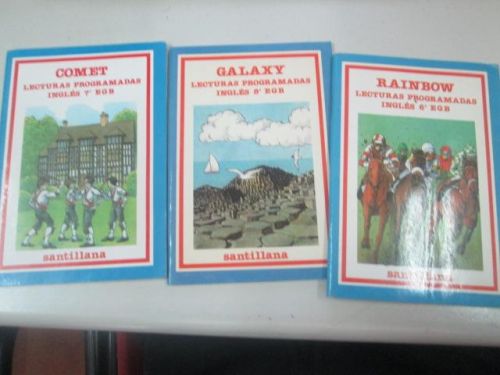 COMET
LECTURAS PROGRAMADAS
INGLÉS 7º EGB
santillana
GALAXY
LECTURAS PROGRAMADAS
INGLÉS 8º EGB
santillana
RAINBOW
LECTURAS PROGRAMADAS
INGLÉS 6º EGB
santillana